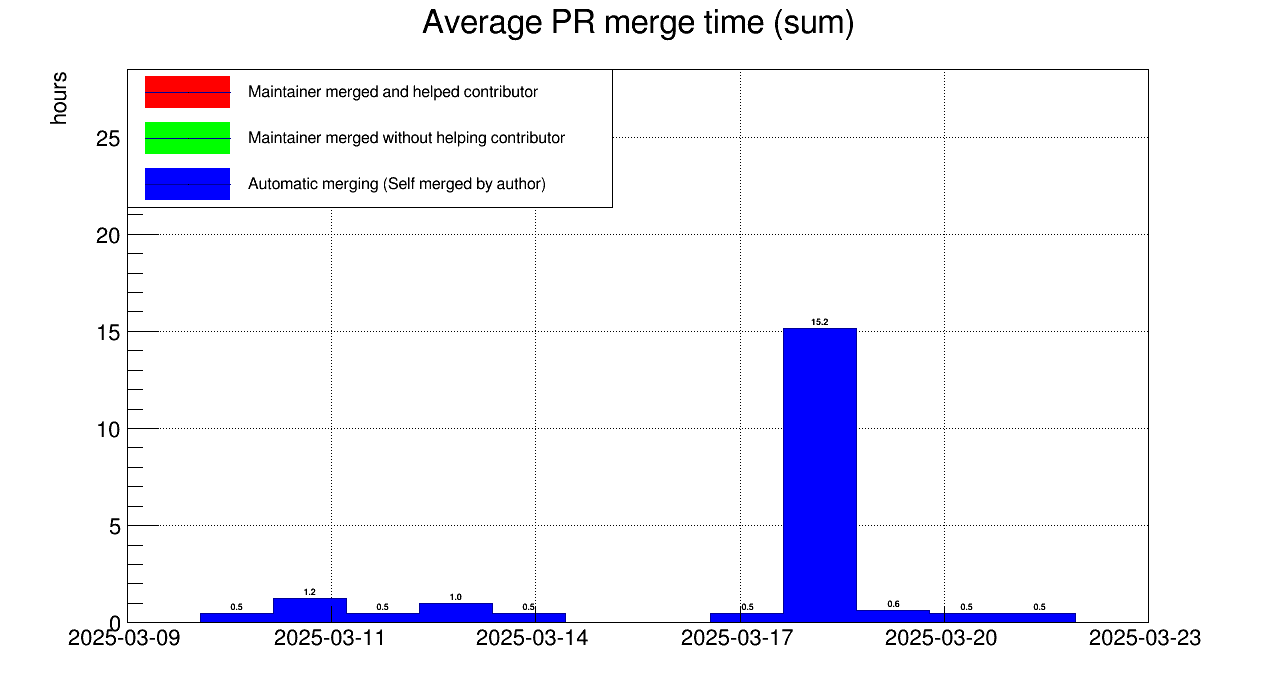 Average PR merge time (sum)
hours
Maintainer merged and helped contributor
Maintainer merged without helping contributor
Automatic merging (Self merged by author)
25
20
15
10
5
0
15.2
0.5 1.2 0.5 1.0 0.5 0.5 0.6 0.5 0.5
2025-03-09 2025-03-11 2025-03-14 2025-03-17 2025-03-20 2025-03-23